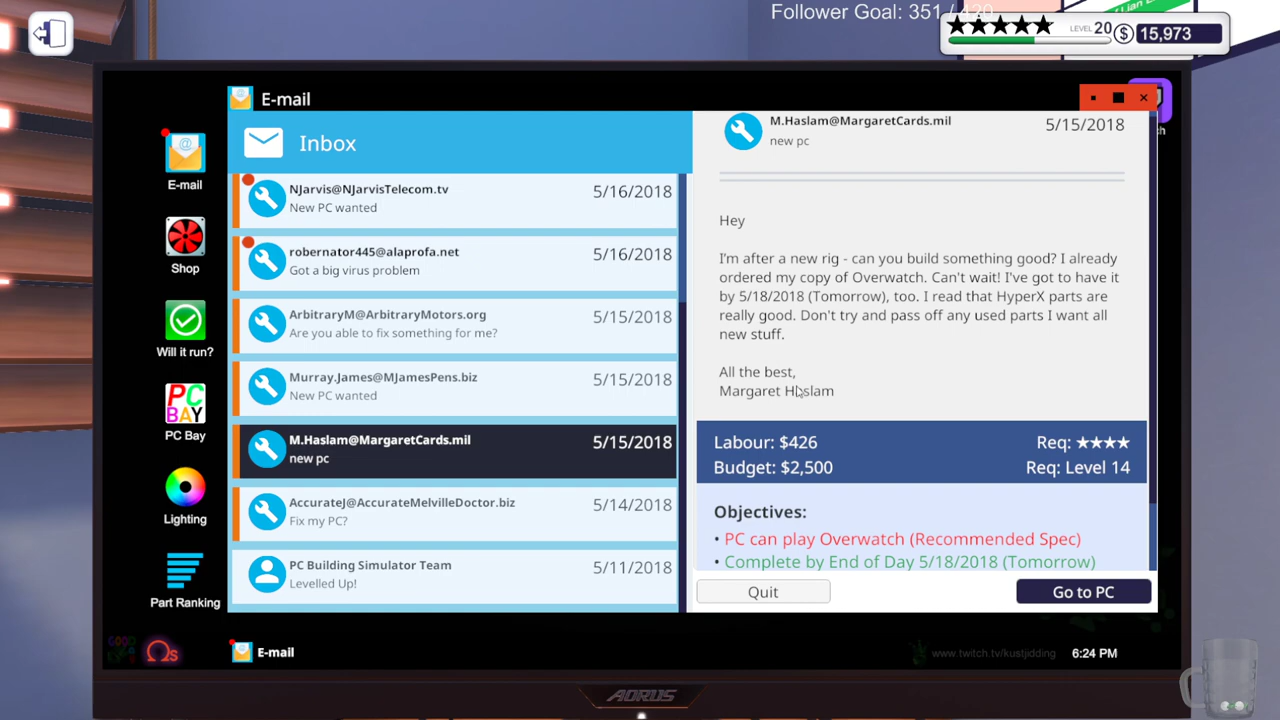 Follower Goal: 351 / 420
LEVEL 20
$ 15,973
E-mail
E-mail
Shop
Will it run?
PC BAY
PC Bay
Lighting
Part Ranking
Inbox
NJarvis@NJarvisTelecom.tv 5/16/2018
New PC wanted
robernator445@alaprofa.net 5/16/2018
Got a big virus problem
ArbitraryM@ArbitraryMotors.org 5/15/2018
Are you able to fix something for me?
Murray.James@MJamesPens.biz 5/15/2018
New PC wanted
M.Haslam@MargaretCards.mil 5/15/2018
new pc
AccurateJ@AccurateMelvilleDoctor.biz 5/14/2018
Fix my PC?
PC Building Simulator Team 5/11/2018
Levelled Up!
M.Haslam@MargaretCards.mil 5/15/2018
new pc
Hey
I'm after a new rig - can you build something good? I already
ordered my copy of Overwatch. Can't wait! I've got to have it
by 5/18/2018 (Tomorrow), too. I read that HyperX parts are
really good. Don't try and pass off any used parts I want all
new stuff.
All the best,
Margaret Haslam
Labour: $426 Req: ★★★★
Budget: $2,500 Req: Level 14
Objectives:
• PC can play Overwatch (Recommended Spec)
• Complete by End of Day 5/18/2018 (Tomorrow)
Quit
Go to PC
E-mail
www.twitch.tv/kustjidding
6:24 PM
AORUS